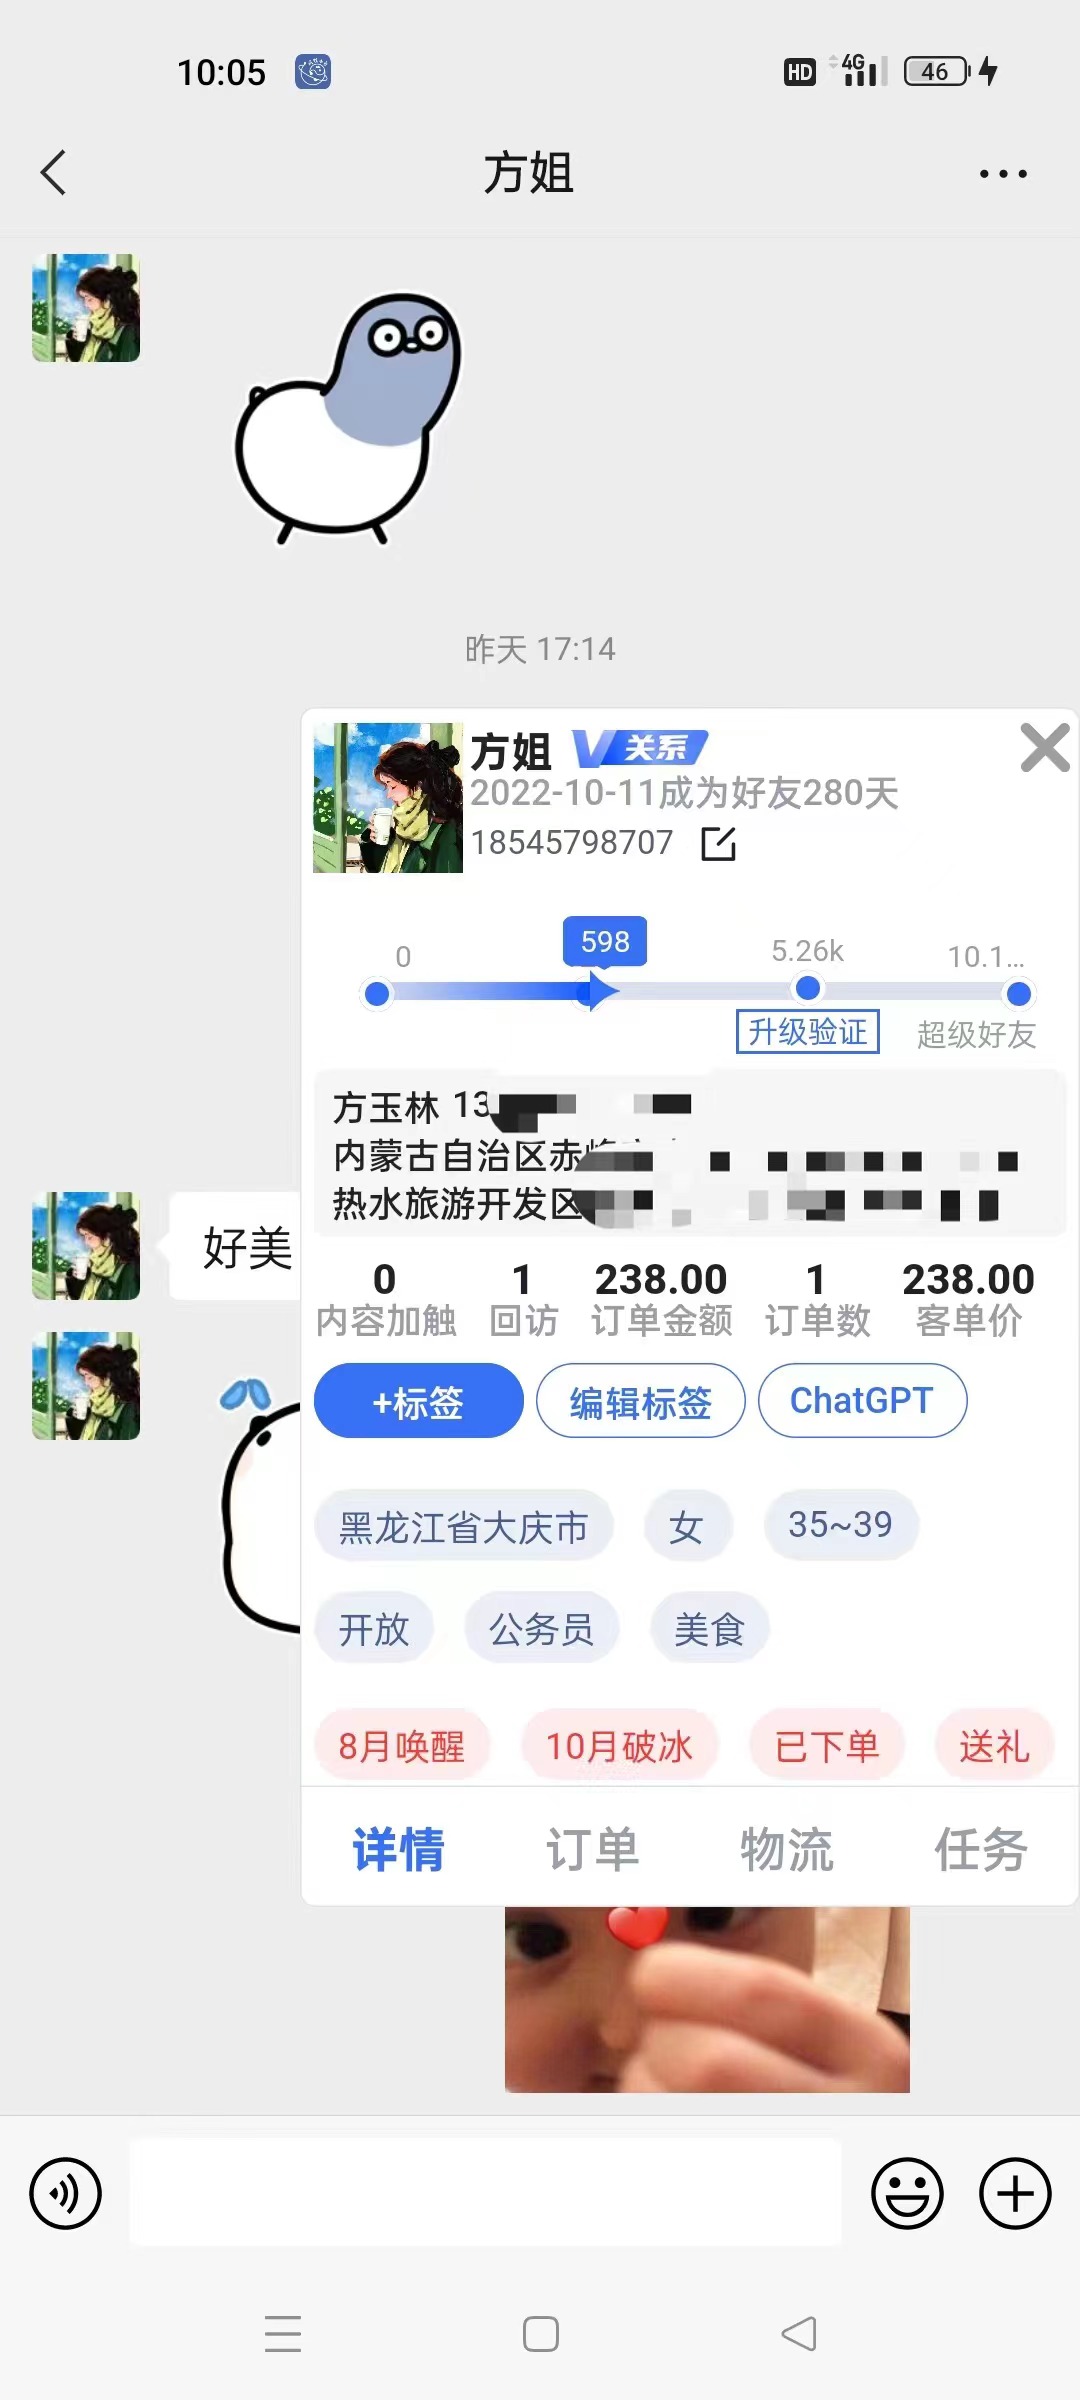 10:05
HD 4G 46
方姐
昨天 17:14
方姐 V关系
2022-10-11成为好友280天
18545798707
0 598 5.26k 10.1...
升级验证 超级好友
方玉林 13
内蒙古自治区赤
热水旅游开发区
好美
0 1 238.00 1 238.00
内容加触 回访 订单金额 订单数 客单价
+标签 编辑标签 ChatGPT
黑龙江省大庆市 女 35~39
开放 公务员 美食
8月唤醒 10月破冰 已下单 送礼
详情 订单 物流 任务